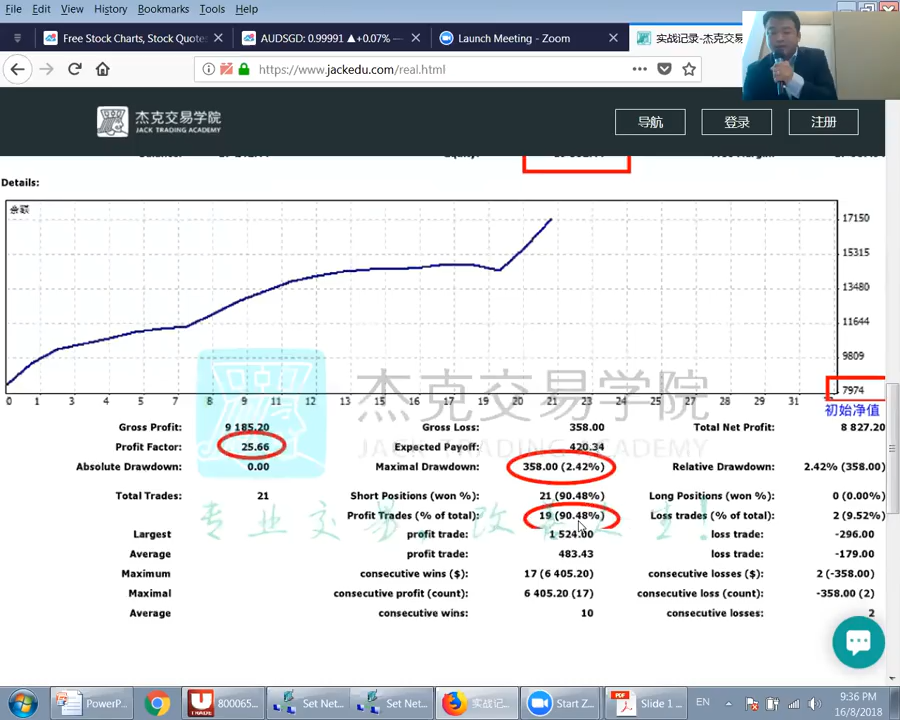 File Edit View History Bookmarks Tools Help
Free Stock Charts, Stock Quote
AUDSGD: 0.99991 ▲+0.07% —
Launch Meeting - Zoom
实战记录-杰克交易
https://www.jackedu.com/real.html
杰克交易学院
JACK TRADING ACADEMY
导航
登录
注册
Details:
余额
17150
15315
13480
11644
9809
7974
0 1 3 4 5 7 8 9 10 11 12 13 15 16 17 19 20 21 23 24 25 27 28 29 31
初始净值
杰克交易学院
JACK TRADING ACADEMY
专业交易，改变人生！
Gross Profit: 9 185.20 Gross Loss: 358.00 Total Net Profit: 8 827.20
Profit Factor: 25.66 Expected Payoff: 420.34
Absolute Drawdown: 0.00 Maximal Drawdown: 358.00 (2.42%) Relative Drawdown: 2.42% (358.00)
Total Trades: 21 Short Positions (won %): 21 (90.48%) Long Positions (won %): 0 (0.00%)
Profit Trades (% of total): 19 (90.48%) Loss trades (% of total): 2 (9.52%)
Largest profit trade: 1 524.00 loss trade: -296.00
Average profit trade: 483.43 loss trade: -179.00
Maximum consecutive wins ($): 17 (6 405.20) consecutive losses ($): 2 (-358.00)
Maximal consecutive profit (count): 6 405.20 (17) consecutive loss (count): -358.00 (2)
Average consecutive wins: 10 consecutive losses: 2
PowerP...
U TRADE
800065...
Set Net...
Set Net...
实战记...
Start Z...
PDF
Slide 1 ...
EN
9:36 PM
16/8/2018